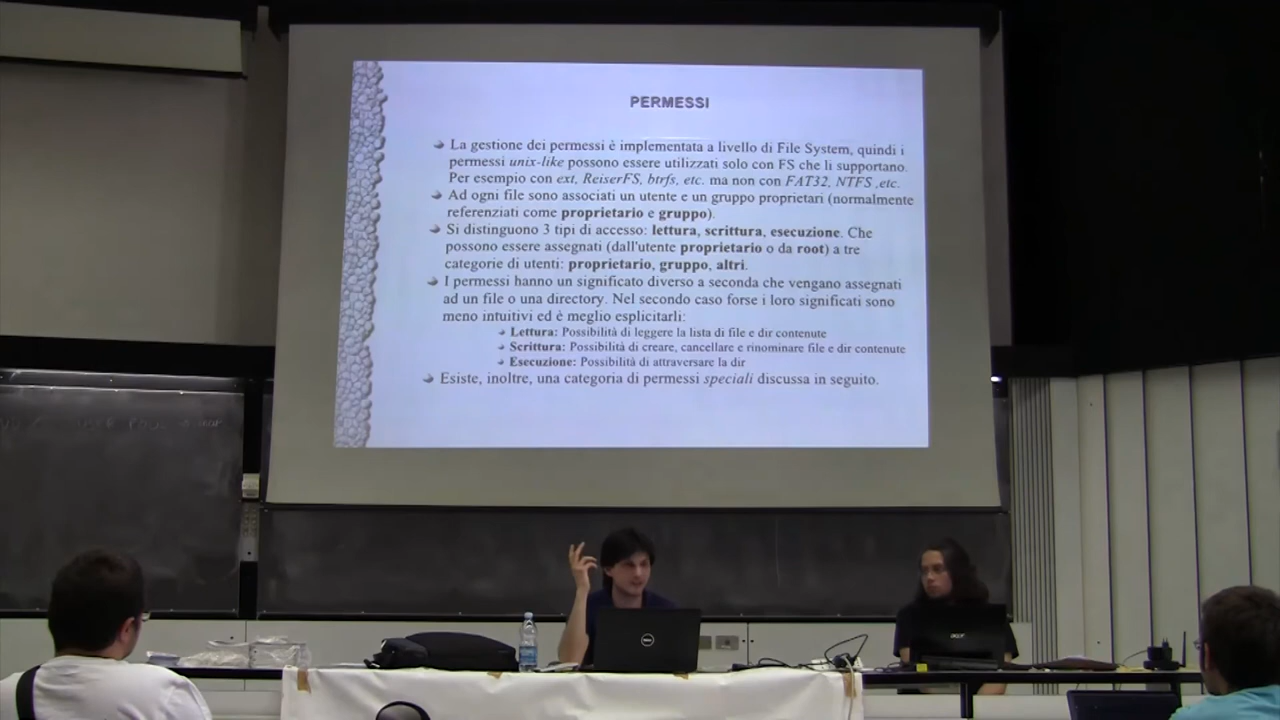 PERMESSI
La gestione dei permessi è implementata a livello di File System, quindi i
permessi unix-like possono essere utilizzati solo con FS che li supportano.
Per esempio con ext, ReiserFS, btrfs, etc. ma non con FAT32, NTFS ,etc.
Ad ogni file sono associati un utente e un gruppo proprietari (normalmente
referenziati come proprietario e gruppo).
Si distinguono 3 tipi di accesso: lettura, scrittura, esecuzione. Che
possono essere assegnati (dall'utente proprietario o da root) a tre
categorie di utenti: proprietario, gruppo, altri.
I permessi hanno un significato diverso a seconda che vengano assegnati
ad un file o una directory. Nel secondo caso forse i loro significati sono
meno intuitivi ed è meglio esplicitarli:
Lettura: Possibilità di leggere la lista di file e dir contenute
Scrittura: Possibilità di creare, cancellare e rinominare file e dir contenute
Esecuzione: Possibilità di attraversare la dir
Esiste, inoltre, una categoria di permessi speciali discussa in seguito.
DELL
acer